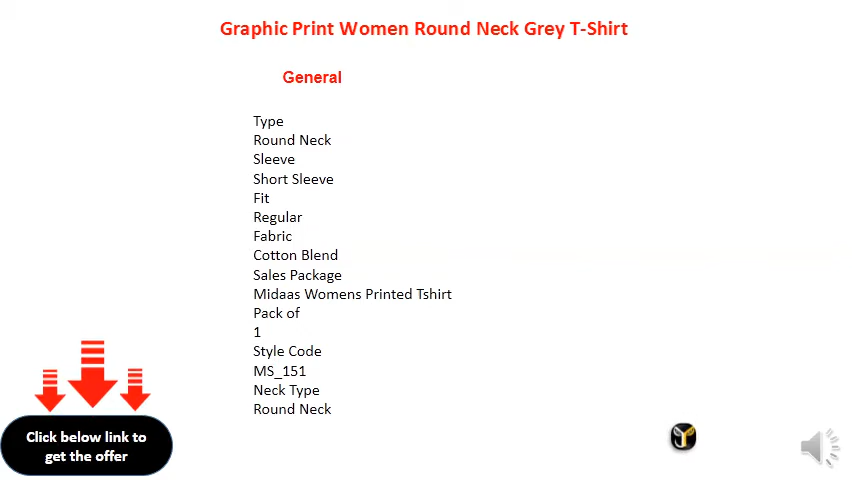 Graphic Print Women Round Neck Grey T-Shirt
General
Type
Round Neck
Sleeve
Short Sleeve
Fit
Regular
Fabric
Cotton Blend
Sales Package
Midaas Womens Printed Tshirt
Pack of
1
Style Code
MS_151
Neck Type
Round Neck
Click below link to
get the offer